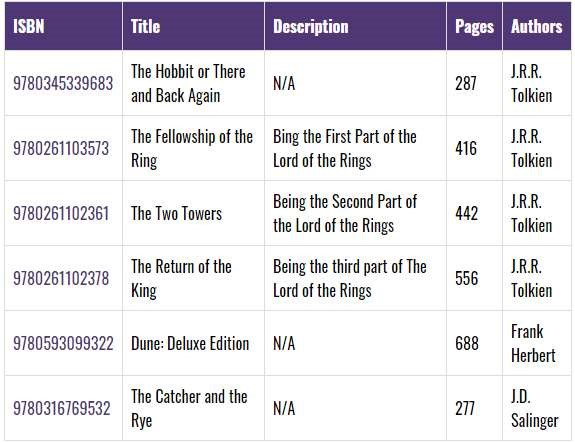 ISBN Title Description Pages Authors
9780345339683 The Hobbit or There and Back Again N/A 287 J.R.R. Tolkien
9780261103573 The Fellowship of the Ring Bing the First Part of the Lord of the Rings 416 J.R.R. Tolkien
9780261102361 The Two Towers Being the Second Part of the Lord of the Rings 442 J.R.R. Tolkien
9780261102378 The Return of the King Being the third part of The Lord of the Rings 556 J.R.R. Tolkien
9780593099322 Dune: Deluxe Edition N/A 688 Frank Herbert
9780316769532 The Catcher and the Rye N/A 277 J.D. Salinger